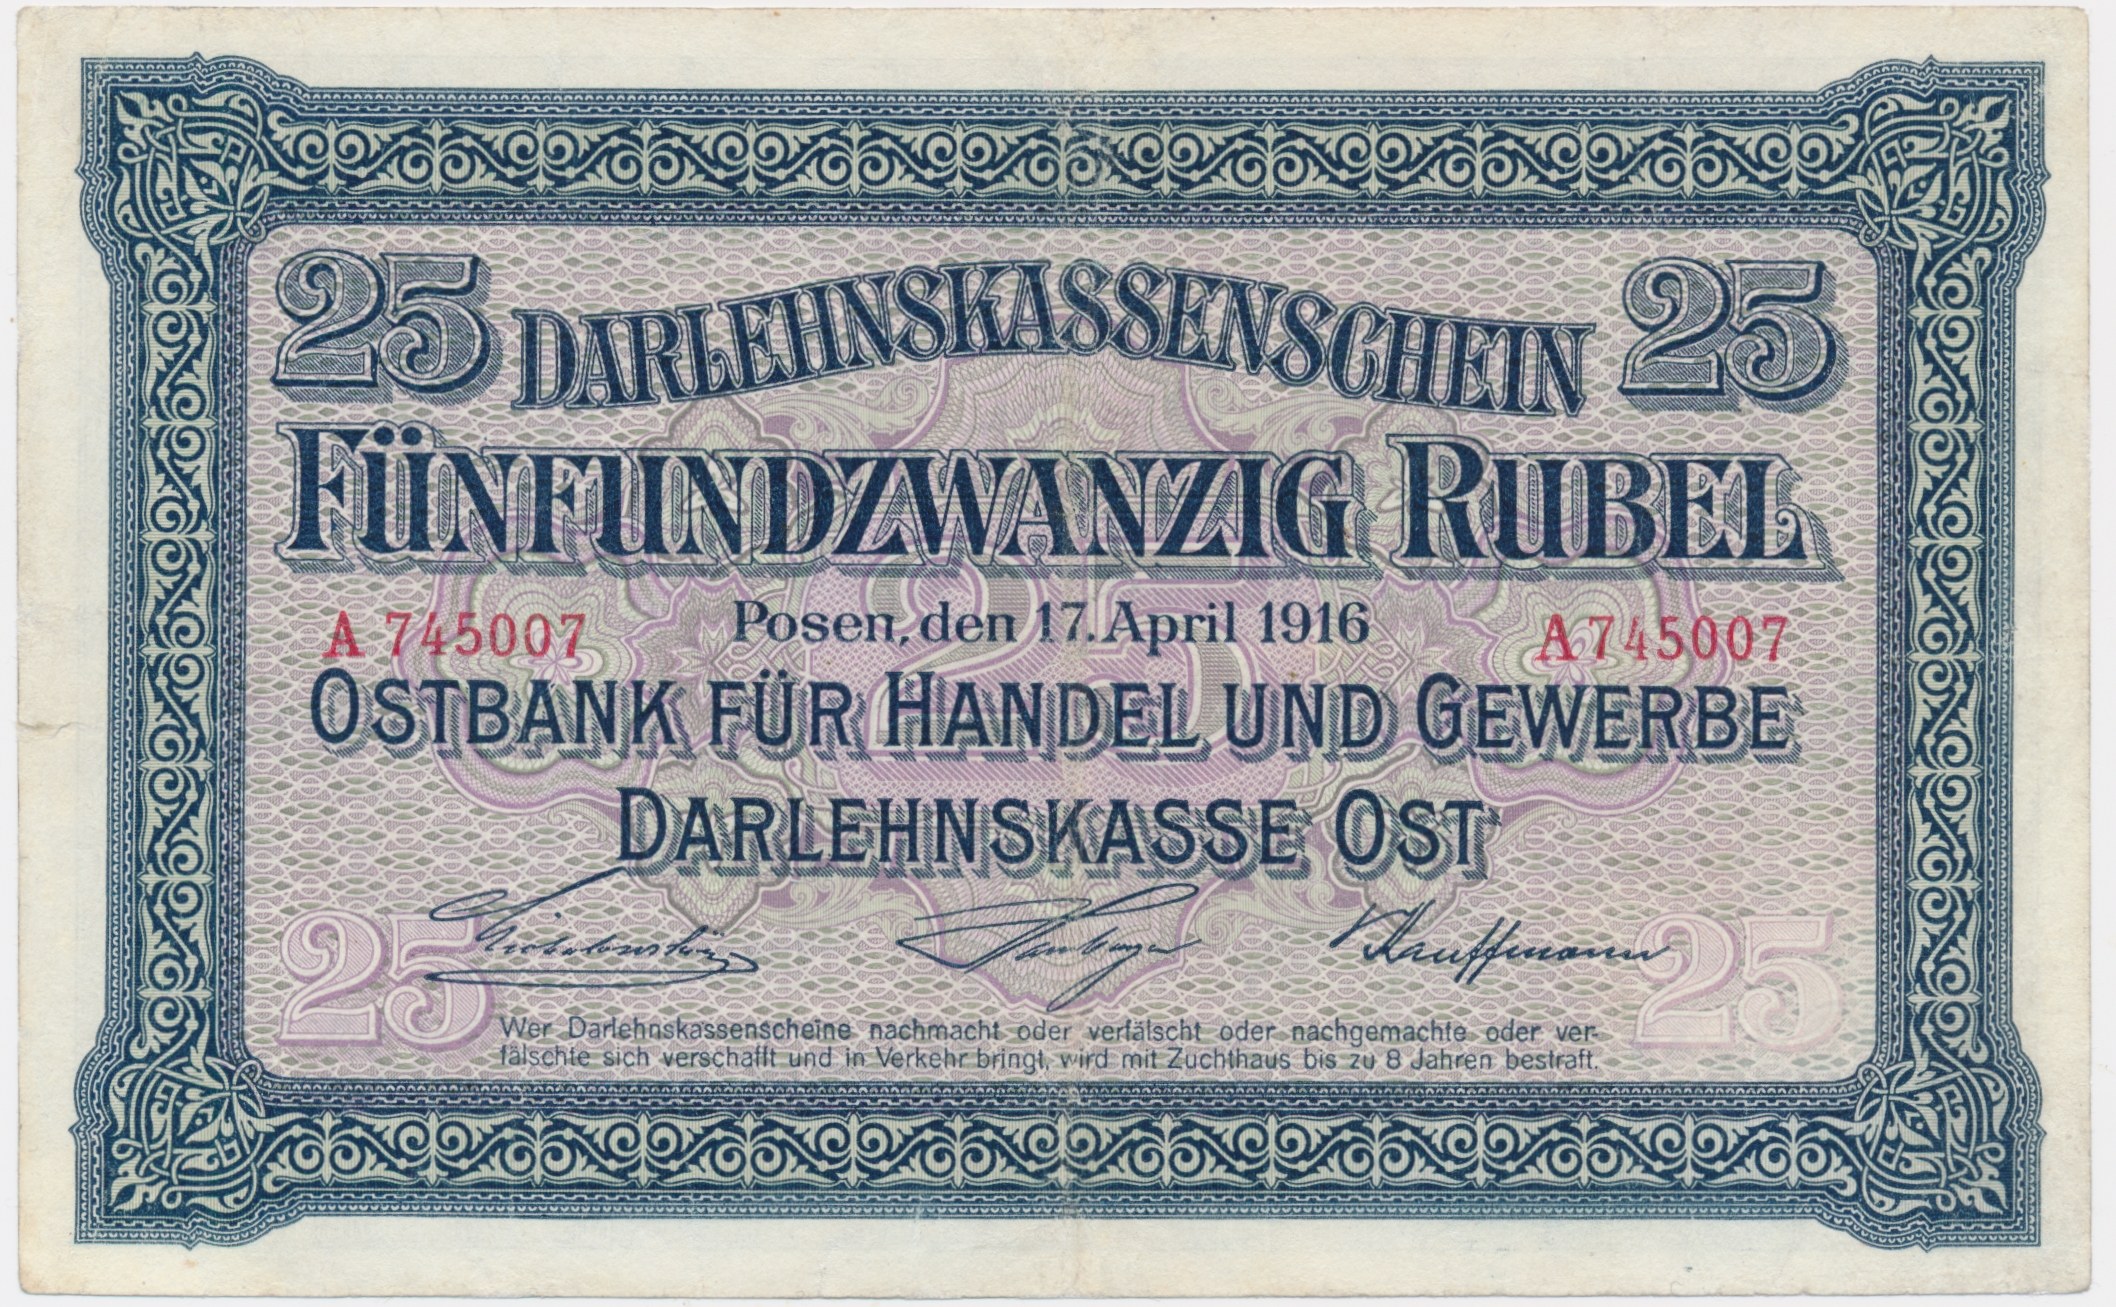 25 DARLEHNSKASSENSCHEIN 25
FÜNFUNDZWANZIG RUBEL
A 745007 Posen, den 17. April 1916 A 745007
25
OSTBANK FÜR HANDEL UND GEWERBE
DARLEHNSKASSE OST
Kauffmann
25 25
Wer Darlehnskassenscheine nachmacht oder verfälscht oder nachgemachte oder ver-
fälschte sich verschafft und in Verkehr bringt, wird mit Zuchthaus bis zu 8 Jahren bestraft.